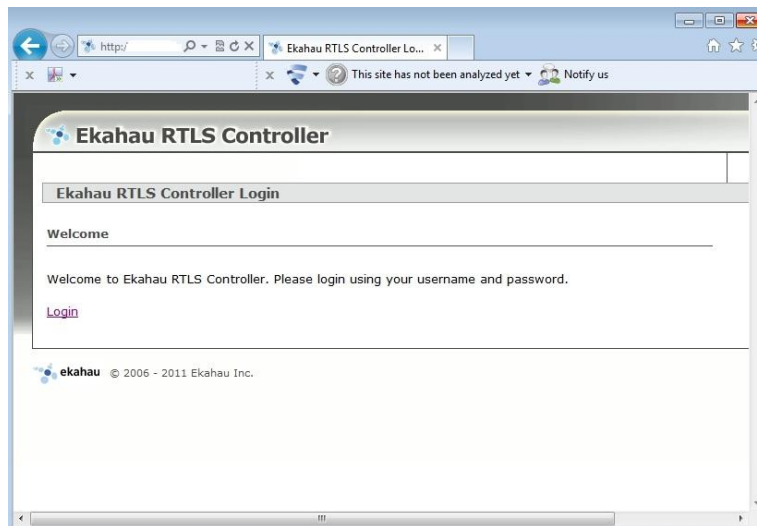 http:/
Ekahau RTLS Controller Lo...
This site has not been analyzed yet
Notify us
Ekahau RTLS Controller
Ekahau RTLS Controller Login
Welcome
Welcome to Ekahau RTLS Controller. Please login using your username and password.
Login
ekahau © 2006 - 2011 Ekahau Inc.